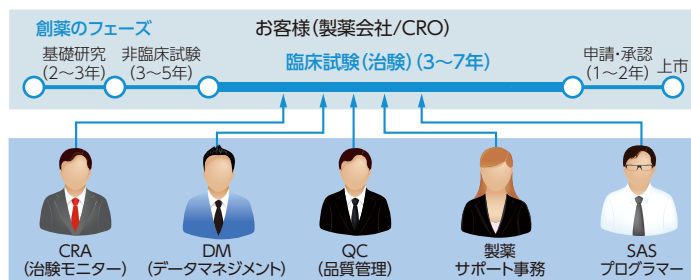 創薬のフェーズ
お客様(製薬会社/CRO)
基礎研究
(2〜3年)
非臨床試験
(3〜5年)
臨床試験(治験)(3〜7年)
申請・承認
(1〜2年)
上市
CRA
(治験モニター)
DM
(データマネジメント)
QC
(品質管理)
製薬
サポート事務
SAS
プログラマー